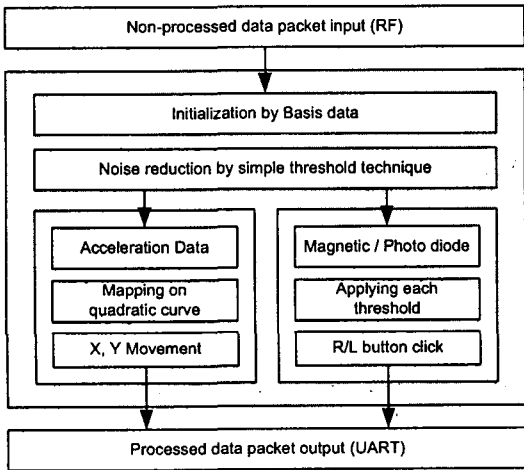 Non-processed data packet input (RF)
Initialization by Basis data
Noise reduction by simple threshold technique
Acceleration Data
Mapping on
quadratic curve
X, Y Movement
Magnetic / Photo diode
Applying each
threshold
R/L button click
Processed data packet output (UART)